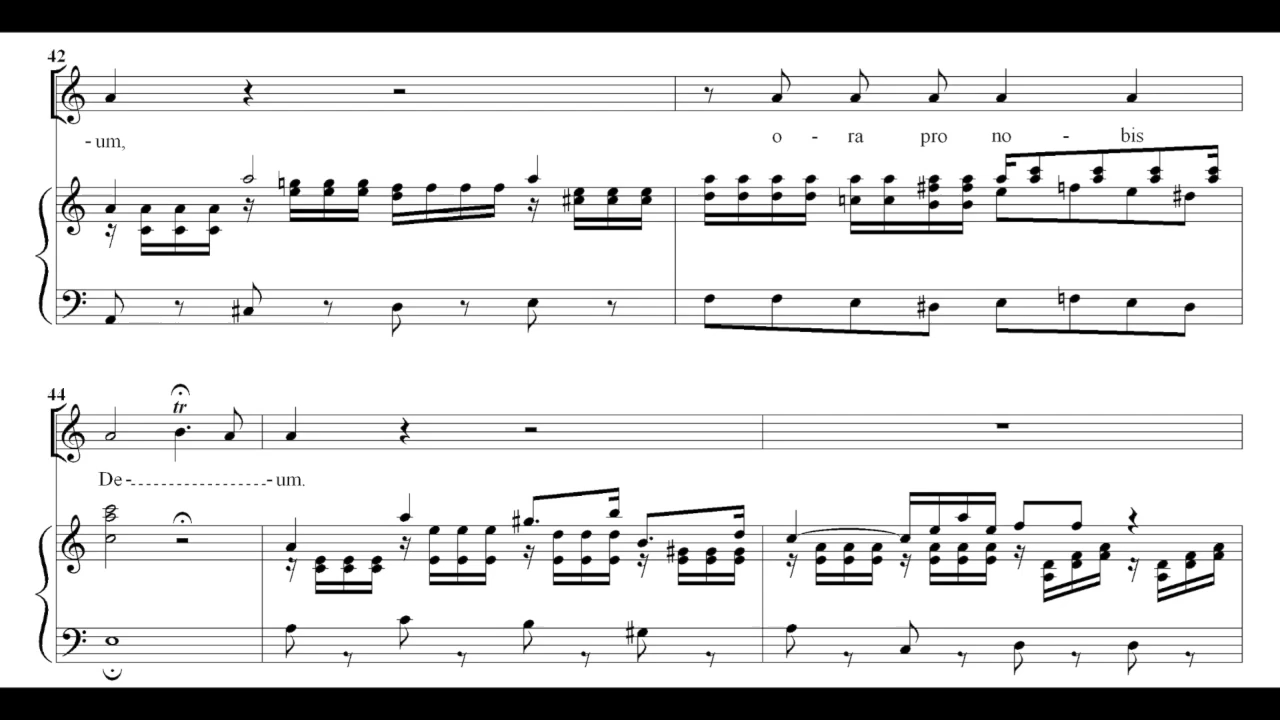 42
- um,
o - ra pro no - bis
44
tr
De - - um.